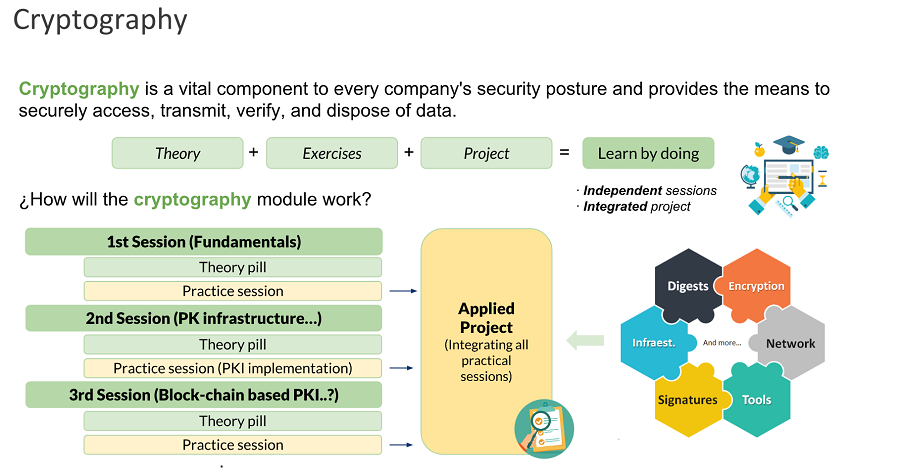 Cryptography
Cryptography is a vital component to every company's security posture and provides the means to
securely access, transmit, verify, and dispose of data.
Theory + Exercises + Project = Learn by doing
· Independent sessions
· Integrated project
¿How will the cryptography module work?
1st Session (Fundamentals)
Theory pill
Practice session
2nd Session (PK infrastructure...)
Theory pill
Practice session (PKI implementation)
3rd Session (Block-chain based PKI..?)
Theory pill
Practice session
.
Applied
Project
(Integrating all
practical
sessions)
Digests
Encryption
Infraest.
And more...
Network
Signatures
Tools